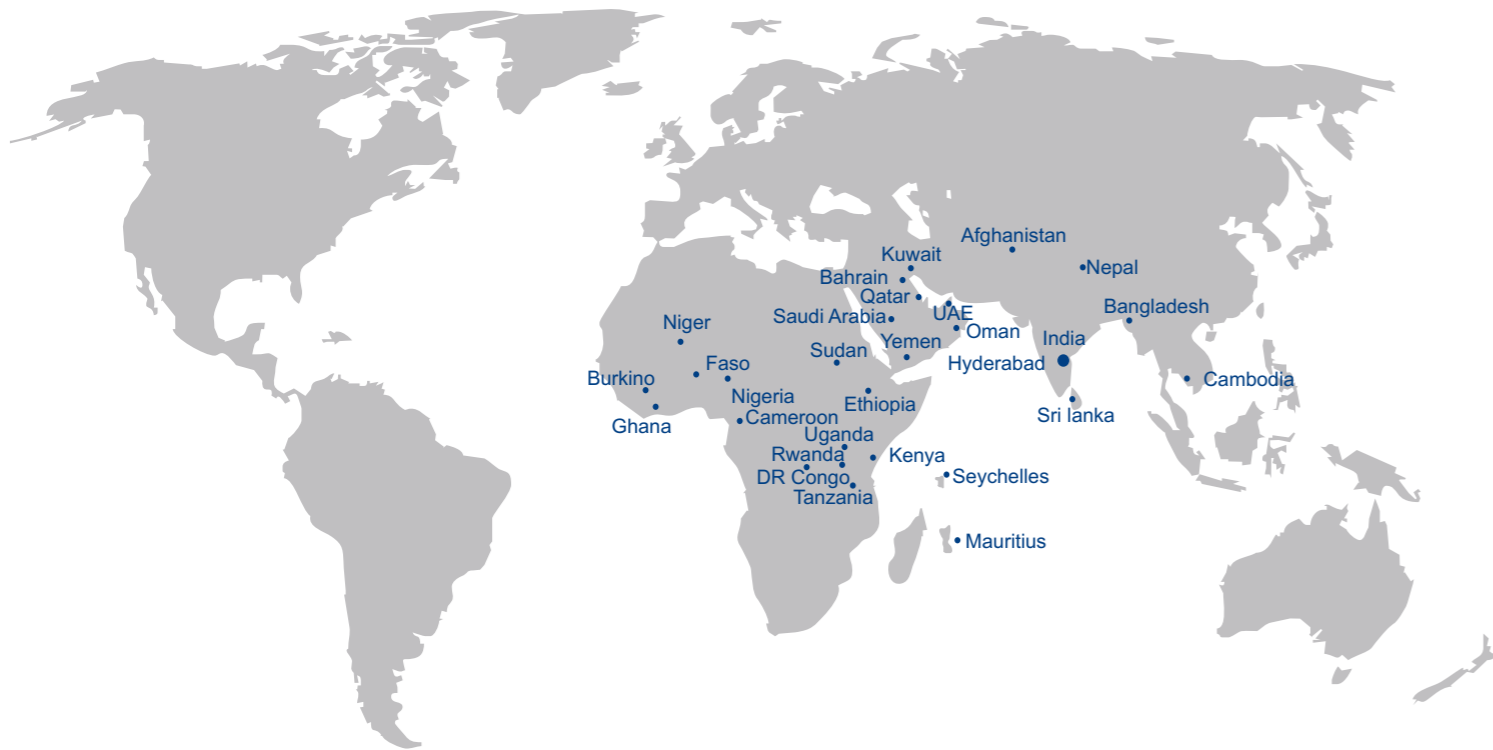 Afghanistan
Kuwait
Nepal
Bahrain
Qatar
Bangladesh
UAE
Saudi Arabia
Niger
Oman
India
Yemen
Sudan
Faso
Hyderabad
Burkino
Cambodia
Nigeria
Ethiopia
Sri lanka
Cameroon
Ghana
Uganda
Rwanda
Kenya
DR Congo
Seychelles
Tanzania
Mauritius